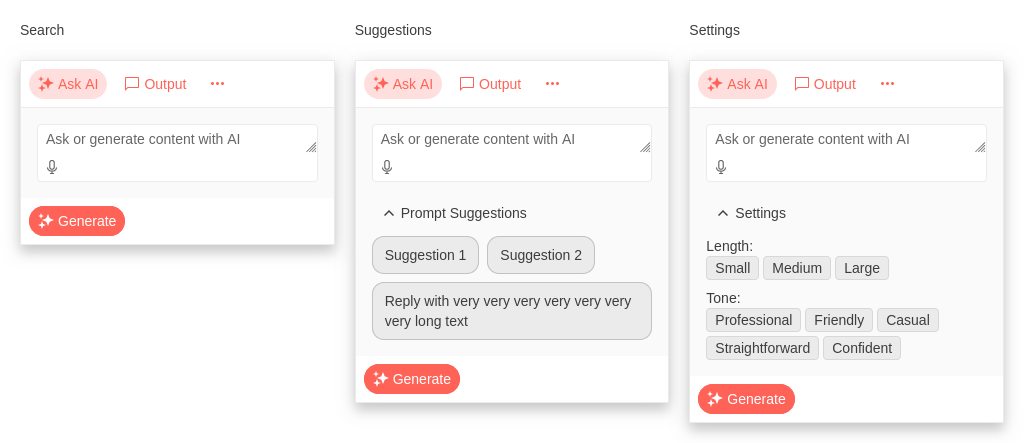 Search
Ask AI Output
Ask or generate content with AI
Generate
Suggestions
Ask AI Output
Ask or generate content with AI
Prompt Suggestions
Suggestion 1 Suggestion 2
Reply with very very very very very very
very long text
Generate
Settings
Ask AI Output
Ask or generate content with AI
Settings
Length:
Small Medium Large
Tone:
Professional Friendly Casual
Straightforward Confident
Generate